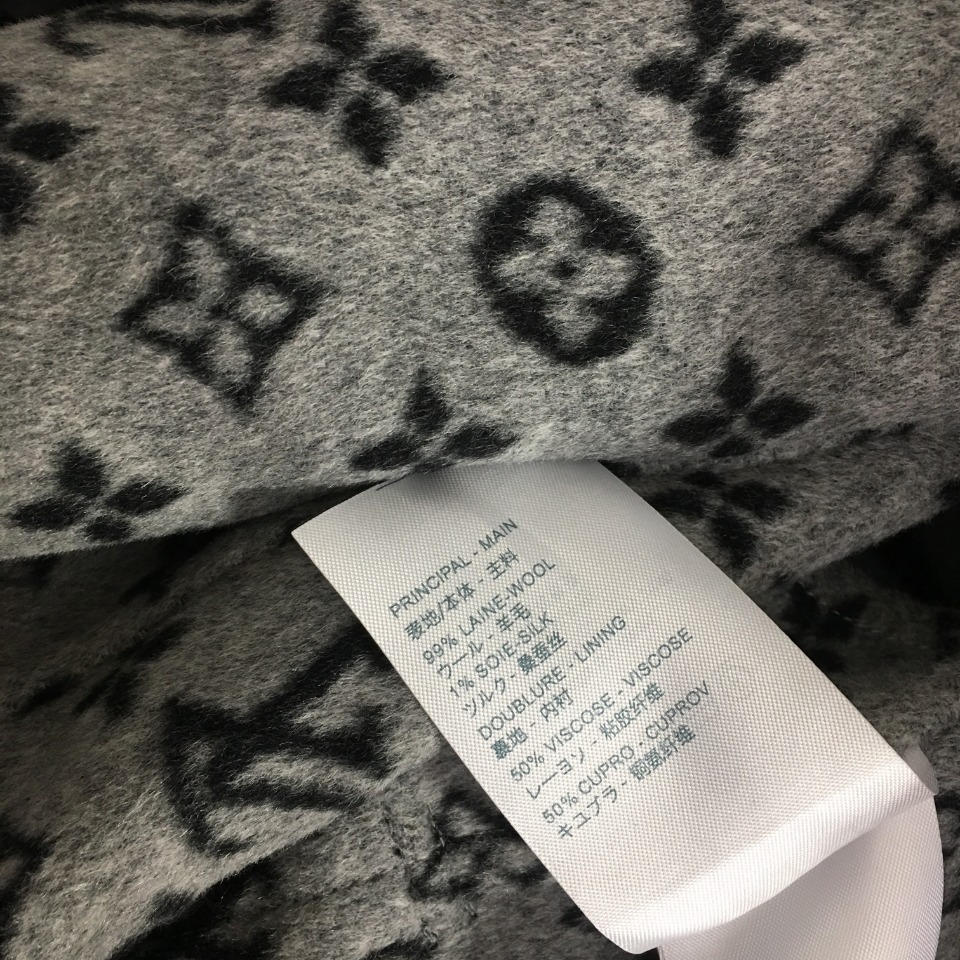 PRINCIPAL - MAIN
表地/本体 - 主料
99% LAINE-WOOL
ウール - 羊毛
1% SOIE-SILK
ソルク - 桑蚕丝
DOUBLURE - LINING
裏地 - 内衬
50% VISCOSE - VISCOSE
レーヨソ - 粘胶纤维
50% CUPRO - CUPROV
キュプラ - 铜氨纤维